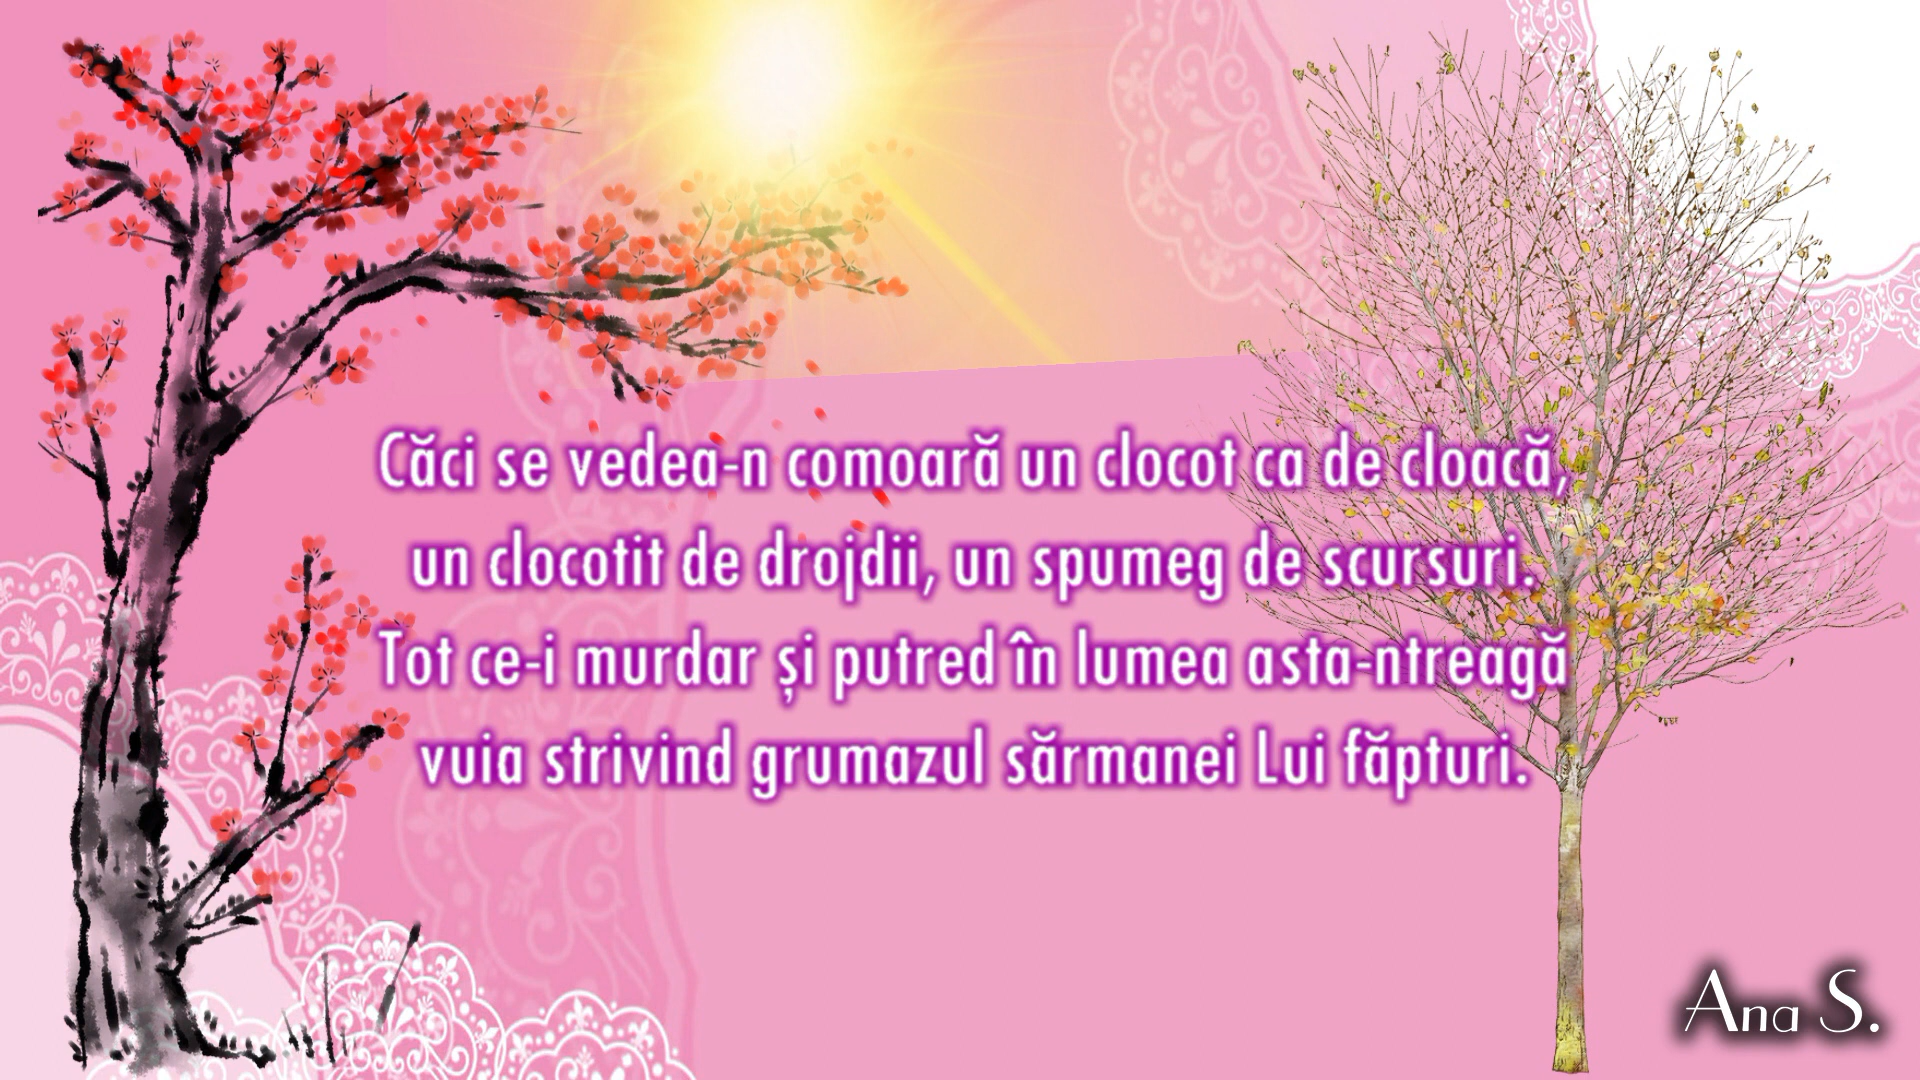 Căci se vedea-n comoară un clocot ca de cloacă,
un clocotit de drojdii, un spumeg de scursuri.
Tot ce-i murdar și putred în lumea asta-ntreagă
vuia strivind grumazul sărmanei Lui făpturi.
Ana S.